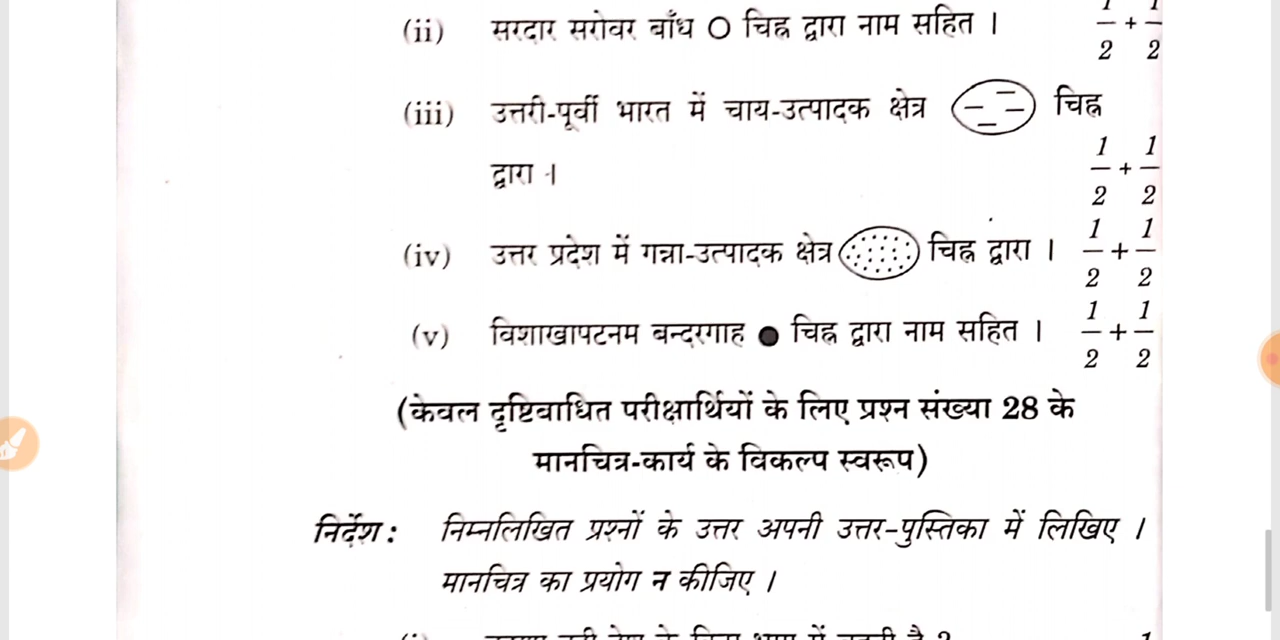 (ii) सरदार सरोवर बाँध O चिह्न द्वारा नाम सहित । 1/2 + 1/2
(iii) उत्तरी-पूर्वी भारत में चाय-उत्पादक क्षेत्र चिह्न
द्वारा । 1/2 + 1/2
(iv) उत्तर प्रदेश में गन्ना-उत्पादक क्षेत्र चिह्न द्वारा । 1/2 + 1/2
(v) विशाखापटनम बन्दरगाह ● चिह्न द्वारा नाम सहित । 1/2 + 1/2
(केवल दृष्टिबाधित परीक्षार्थियों के लिए प्रश्न संख्या 28 के
मानचित्र-कार्य के विकल्प स्वरूप)
निर्देश : निम्नलिखित प्रश्नों के उत्तर अपनी उत्तर-पुस्तिका में लिखिए ।
मानचित्र का प्रयोग न कीजिए ।